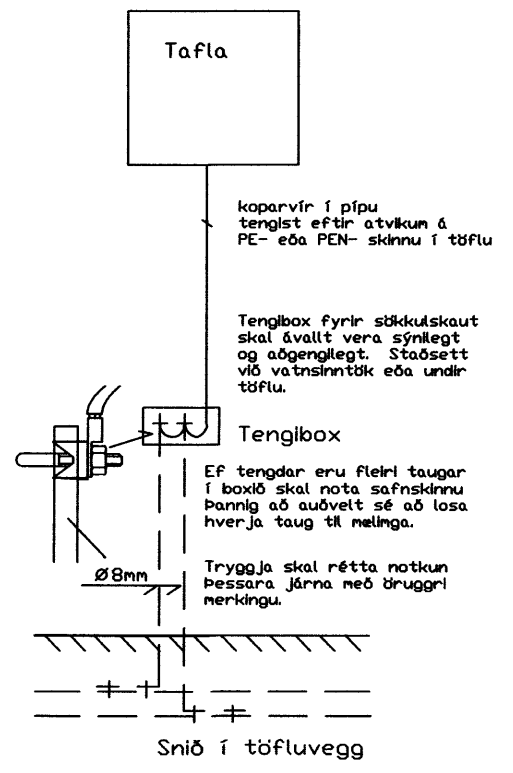 Tafla
koparvír í pípu
tengist eftir atvikum á
PE- eða PEN- skinnu í töflu
Tengibox fyrir sökkulskaut
skal ávallt vera sýnilegt
og aðgengilegt. Staðsett
við vatnsinntök eða undir
töflu.
Tengibox
Ef tengdar eru fleiri taugar
í boxið skal nota safnskinnu
Þannig að auðvelt sé að losa
hverja taug til mælinga.
Ø8mm
Tryggja skal rétta notkun
Þessara járna með öruggri
merkingu.
Snið í töfluvegg